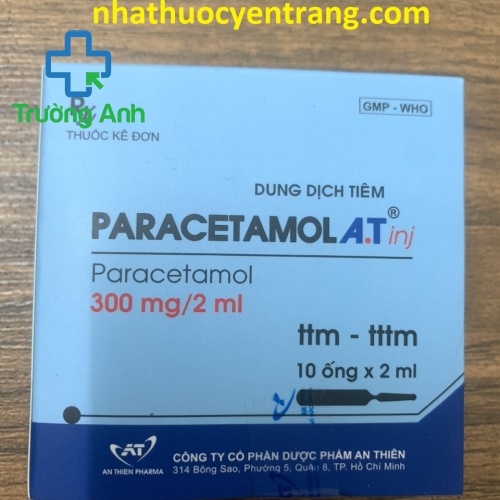 nhathuocyentrang.com
Rx
Trường Anh
THUỐC KÊ ĐƠN
GMP - WHO
DUNG DỊCH TIÊM
PARACETAMOL A.T® inj
Paracetamol
300 mg/2 ml
ttm - tttm
10 ống x 2 ml
AT
AN THIEN PHARMA
CÔNG TY CỔ PHẦN DƯỢC PHẨM AN THIÊN
314 Bông Sao, Phường 5, Quận 8, TP. Hồ Chí Minh